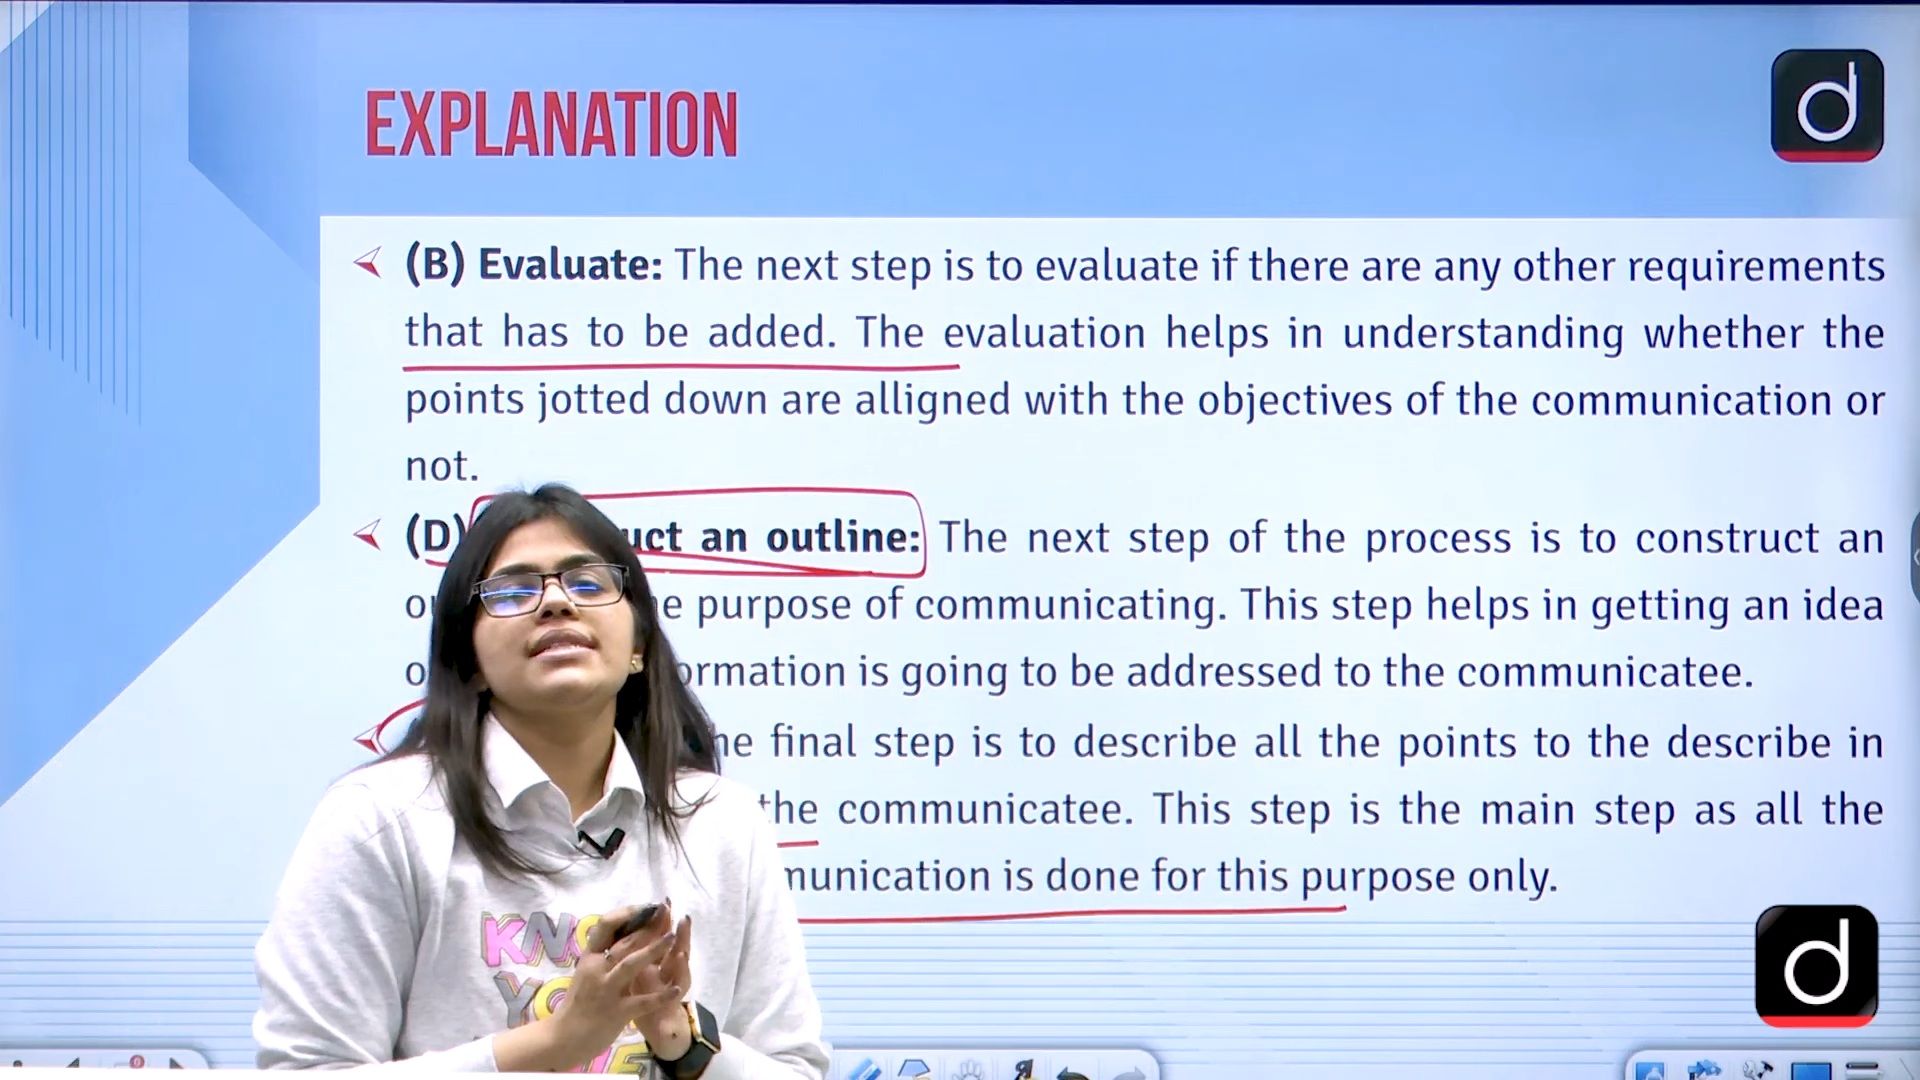 EXPLANATION
(B) Evaluate: The next step is to evaluate if there are any other requirements
that has to be added. The evaluation helps in understanding whether the
points jotted down are alligned with the objectives of the communication or
not.
(D) uct an outline: The next step of the process is to construct an
purpose of communicating. This step helps in getting an idea
ormation is going to be addressed to the communicatee.
final step is to describe all the points to the describe in
the communicatee. This step is the main step as all the
munication is done for this purpose only.
d
d